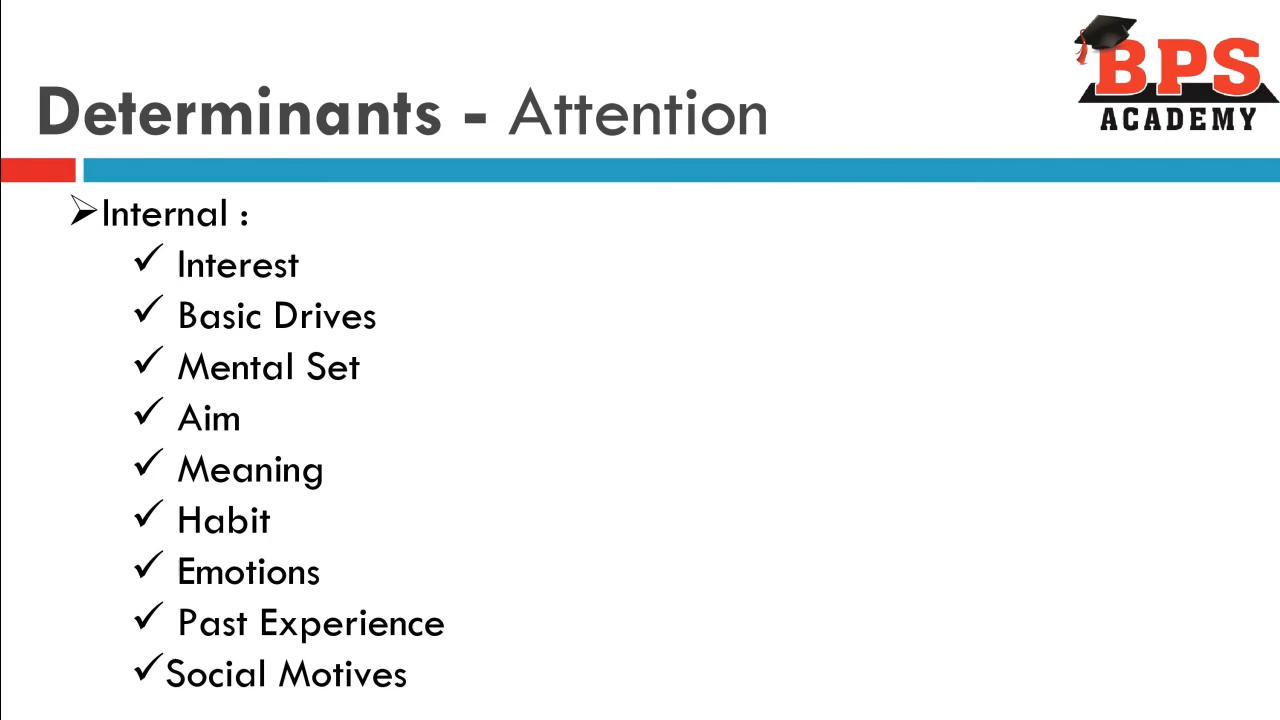 BPS
ACADEMY
Determinants - Attention
➢Internal :
✓ Interest
✓ Basic Drives
✓ Mental Set
✓ Aim
✓ Meaning
✓ Habit
✓ Emotions
✓ Past Experience
✓Social Motives